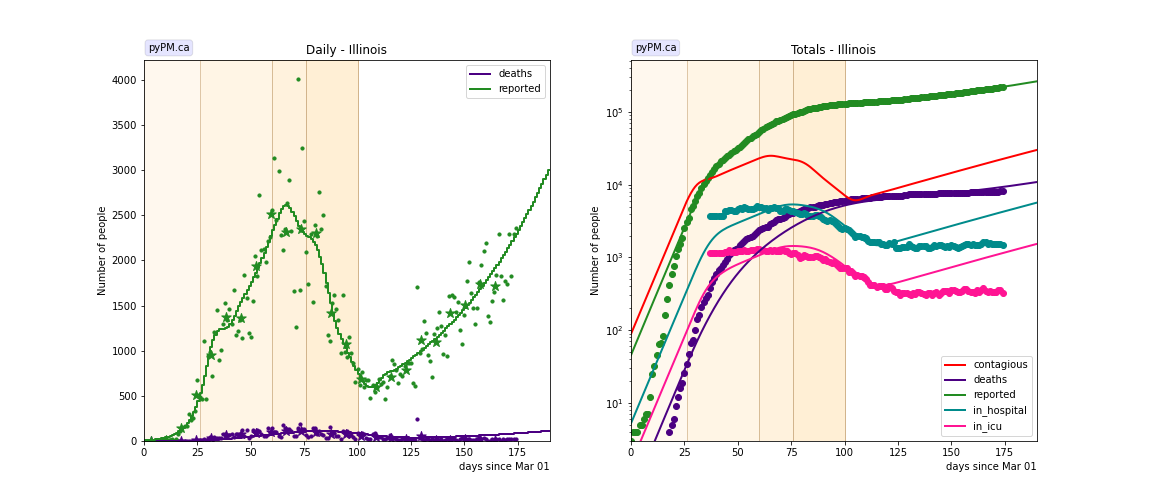 pyPM.ca
Daily - Illinois
deaths
reported
Number of people
4000
3500
3000
2500
2000
1500
1000
500
0
0
25
50
75
100
125
150
175
days since Mar 01
pyPM.ca
Totals - Illinois
Number of people
10^5
10^4
10^3
10^2
10^1
contagious
deaths
reported
in_hospital
in_icu
0
25
50
75
100
125
150
175
days since Mar 01